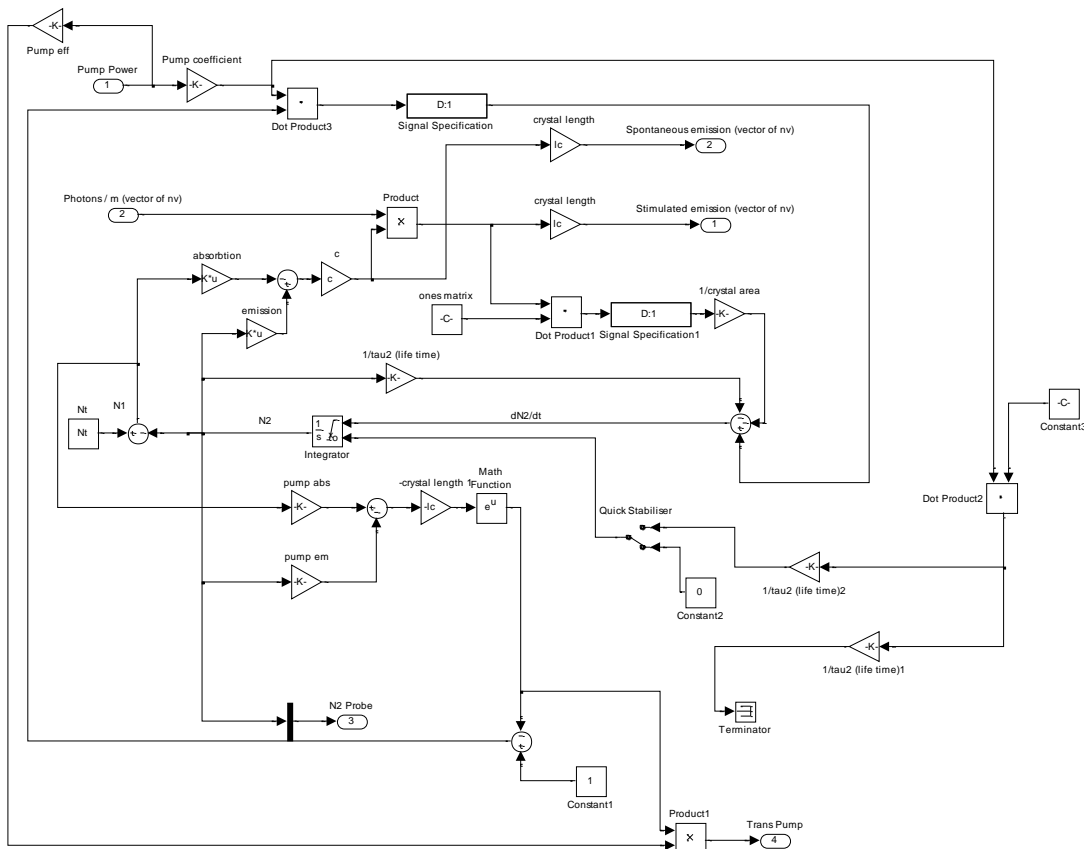 -K-
Pump eff
Pump Power
1
Pump coefficient
-K-
Dot Product3
D:1
Signal Specification
crystal length
lc
Spontaneous emission (vector of nv)
2
Photons / m (vector of nv)
2
Product
x
crystal length
lc
Stimulated emission (vector of nv)
1
absorbtion
K*u
c
c
emission
K*u
ones matrix
-C-
Dot Product1
D:1
Signal Specification1
1/crystal area
-K-
1/tau2 (life time)
-K-
Nt
Nt
N1
N2
1
s
xo
Integrator
dN2/dt
-C-
Constant3
pump abs
-K-
-crystal length 1
-lc
Math
Function
eu
Quick Stabiliser
Dot Product2
pump em
-K-
0
Constant2
-K-
1/tau2 (life time)2
-K-
1/tau2 (life time)1
N2 Probe
3
Terminator
1
Constant1
Product1
x
Trans Pump
4